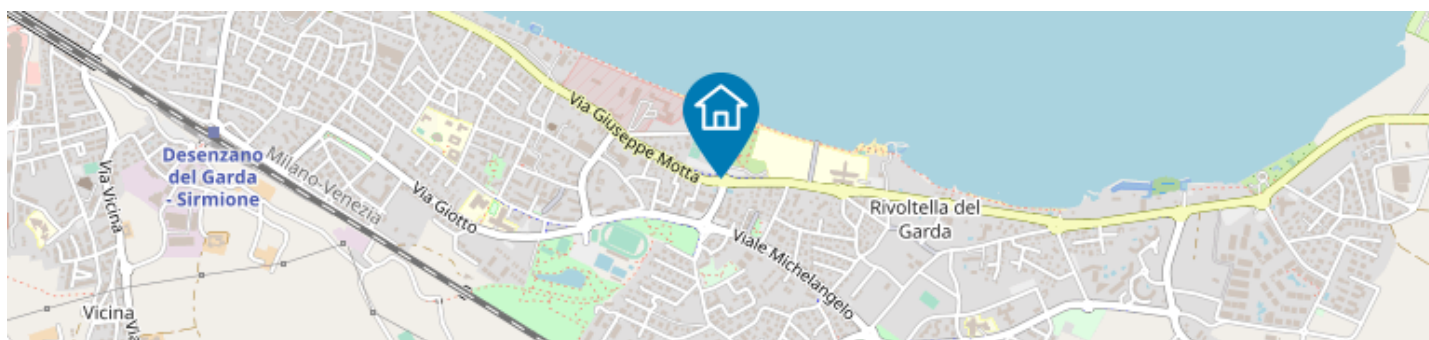 Via Giuseppe Motta
Desenzano
del Garda
- Sirmione
Milano-Venezia
Via Vicina
Via Giotto
Rivoltella del
Garda
Viale Michelangelo
Vicina
Via